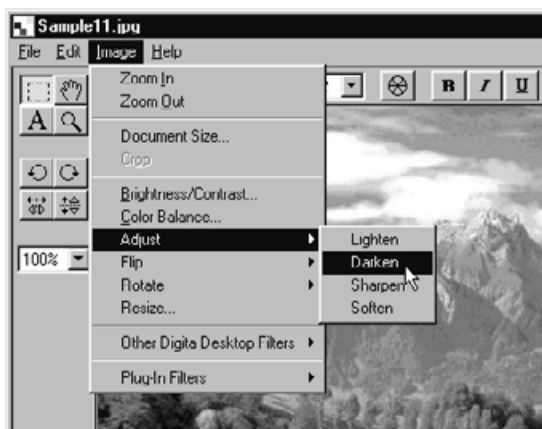 Sample11.jpg
File Edit Image Help
B I U
A
Zoom In
Zoom Out
Document Size...
Crop
Brightness/Contrast...
Color Balance...
Adjust
Lighten
100%
Flip
Darken
Rotate
Sharpen
Resize...
Soften
Other Digita Desktop Filters
Plug-In Filters